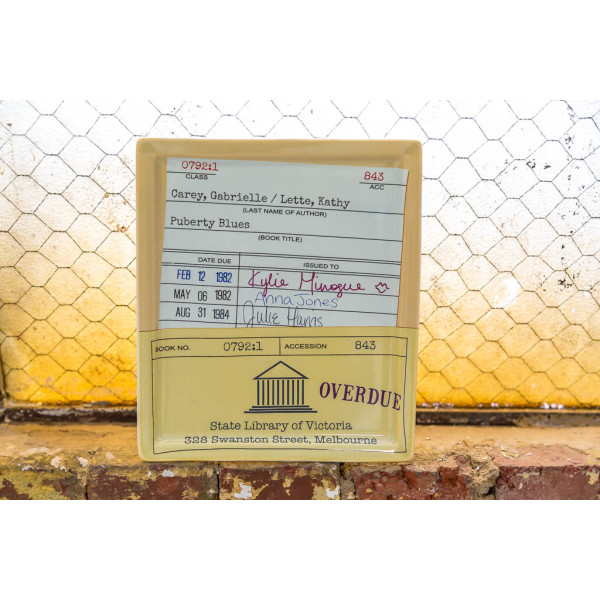 0792:1 843
CLASS ACC
Carey, Gabrielle / Lette, Kathy
(LAST NAME OF AUTHOR)
Puberty Blues
(BOOK TITLE)
DATE DUE ISSUED TO
FEB 12 1982 Kylie Minogue
MAY 06 1982 Anna Jones
AUG 31 1984 Julie Harris
BOOK NO. 0792:1 ACCESSION 843
OVERDUE
State Library of Victoria
328 Swanston Street, Melbourne